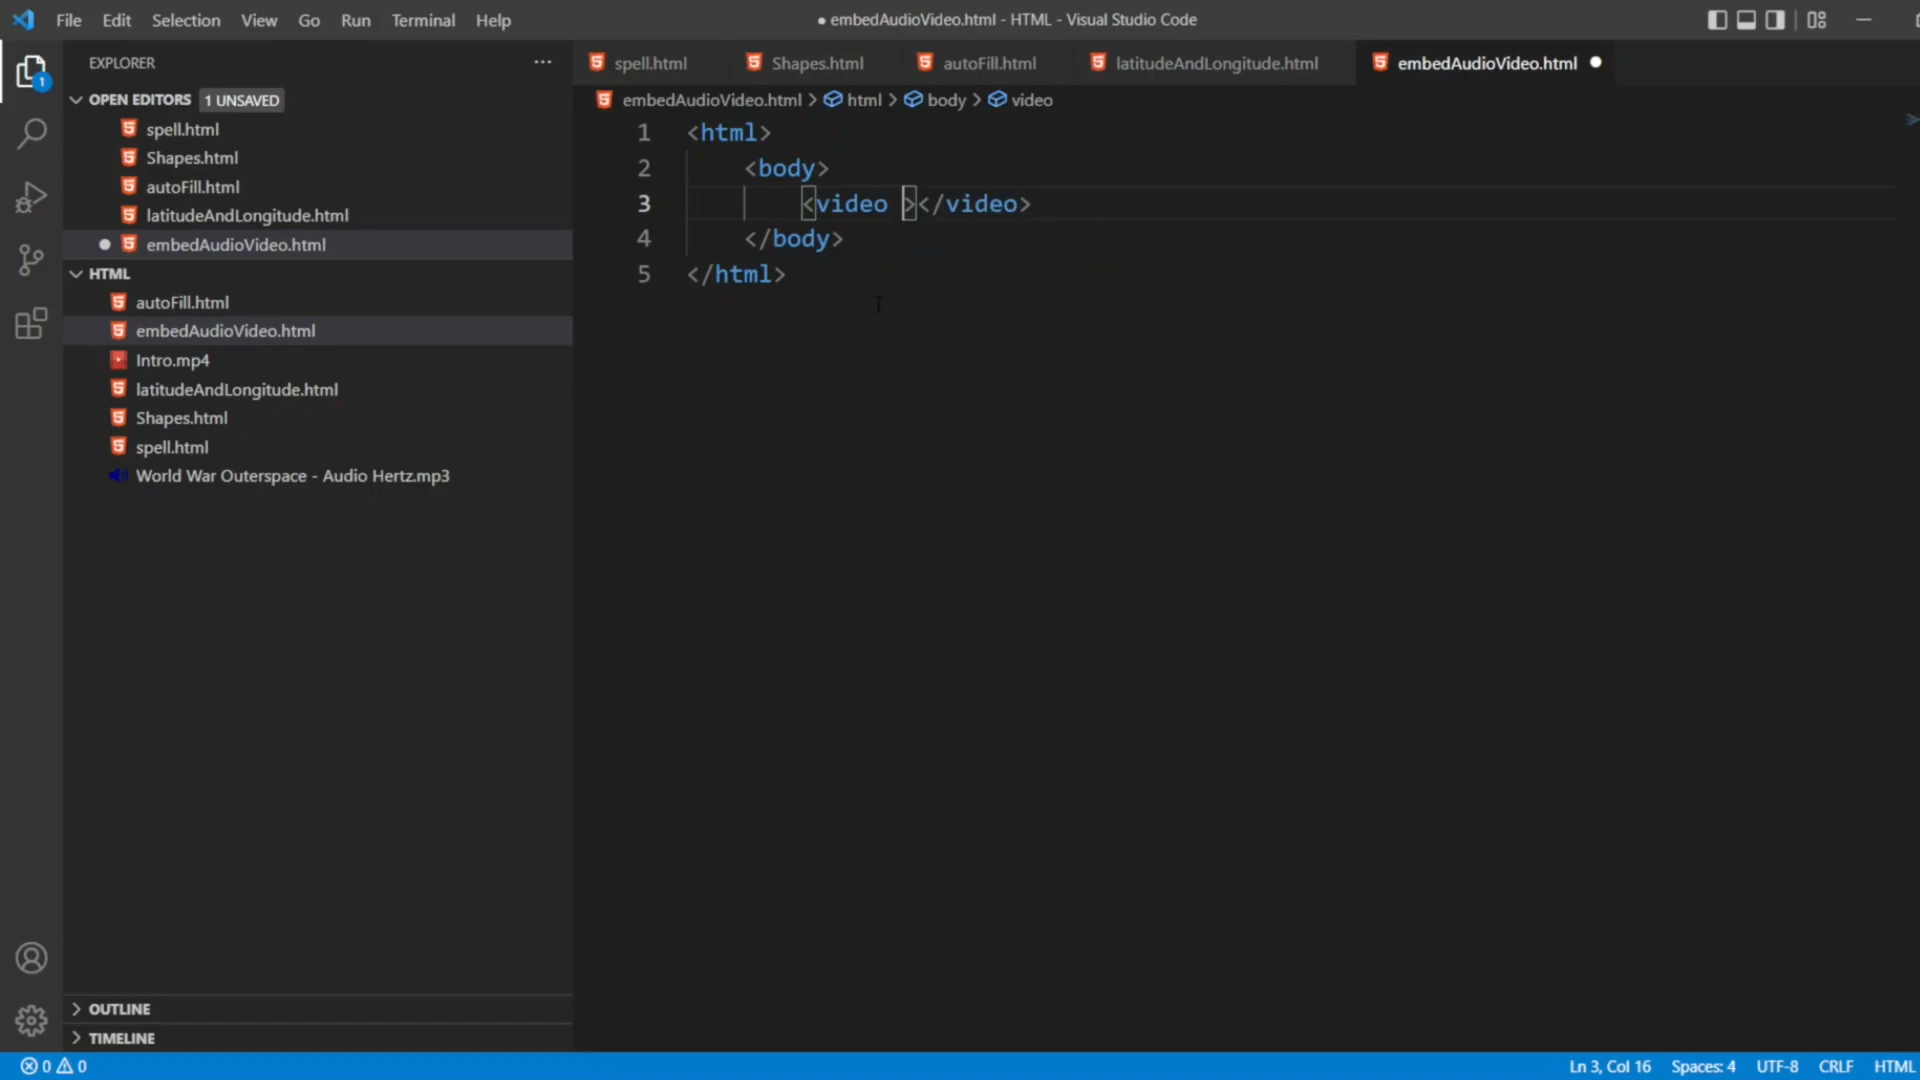 File Edit Selection View Go Run Terminal Help
● embedAudioVideo.html - HTML - Visual Studio Code
EXPLORER
OPEN EDITORS 1 UNSAVED
spell.html
Shapes.html
autoFill.html
latitudeAndLongitude.html
embedAudioVideo.html
HTML
autoFill.html
embedAudioVideo.html
Intro.mp4
latitudeAndLongitude.html
Shapes.html
spell.html
World War Outerspace - Audio Hertz.mp3
OUTLINE
TIMELINE
1
spell.html Shapes.html autoFill.html latitudeAndLongitude.html embedAudioVideo.html
embedAudioVideo.html > html > body > video
1 <html>
2 <body>
3 <video ></video>
4 </body>
5 </html>
0 0 Ln 3, Col 16 Spaces: 4 UTF-8 CRLF HTML